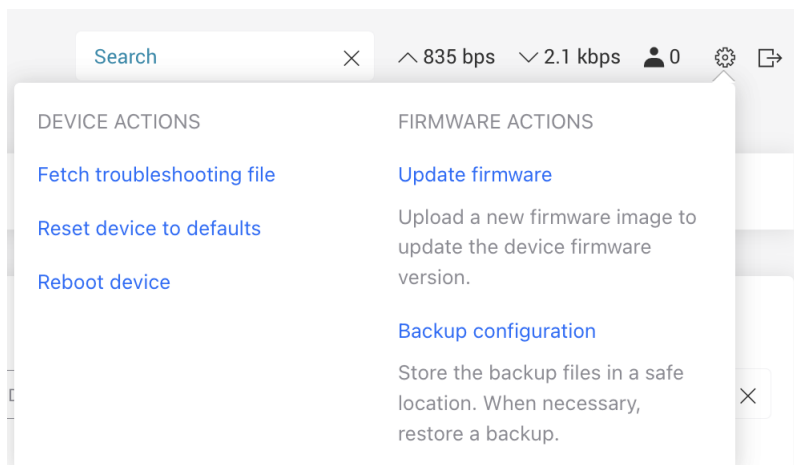 Search
835 bps
2.1 kbps
0
DEVICE ACTIONS
Fetch troubleshooting file
Reset device to defaults
Reboot device
FIRMWARE ACTIONS
Update firmware
Upload a new firmware image to
update the device firmware
version.
Backup configuration
Store the backup files in a safe
location. When necessary,
restore a backup.